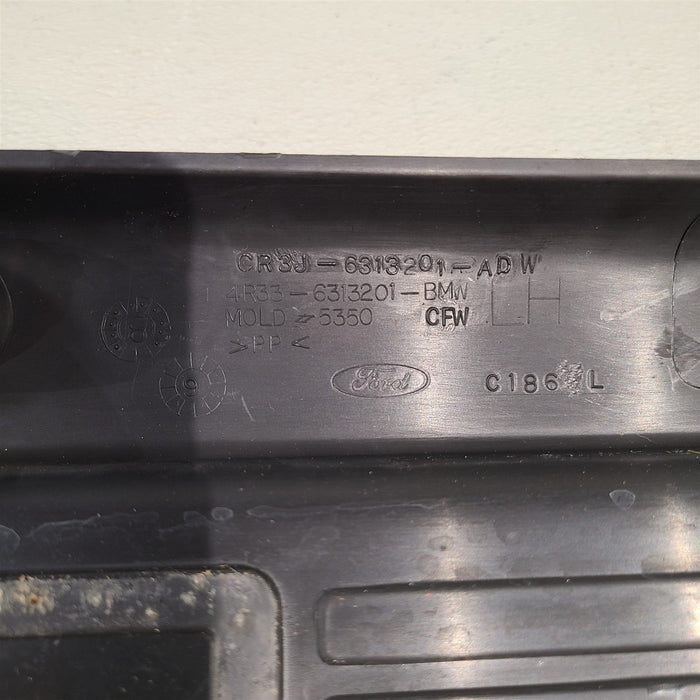 CR3J-6313201-ADW
4R33-6313201-BMW
MOLD 5350 CFW LH
>PP<
Ford C186 L